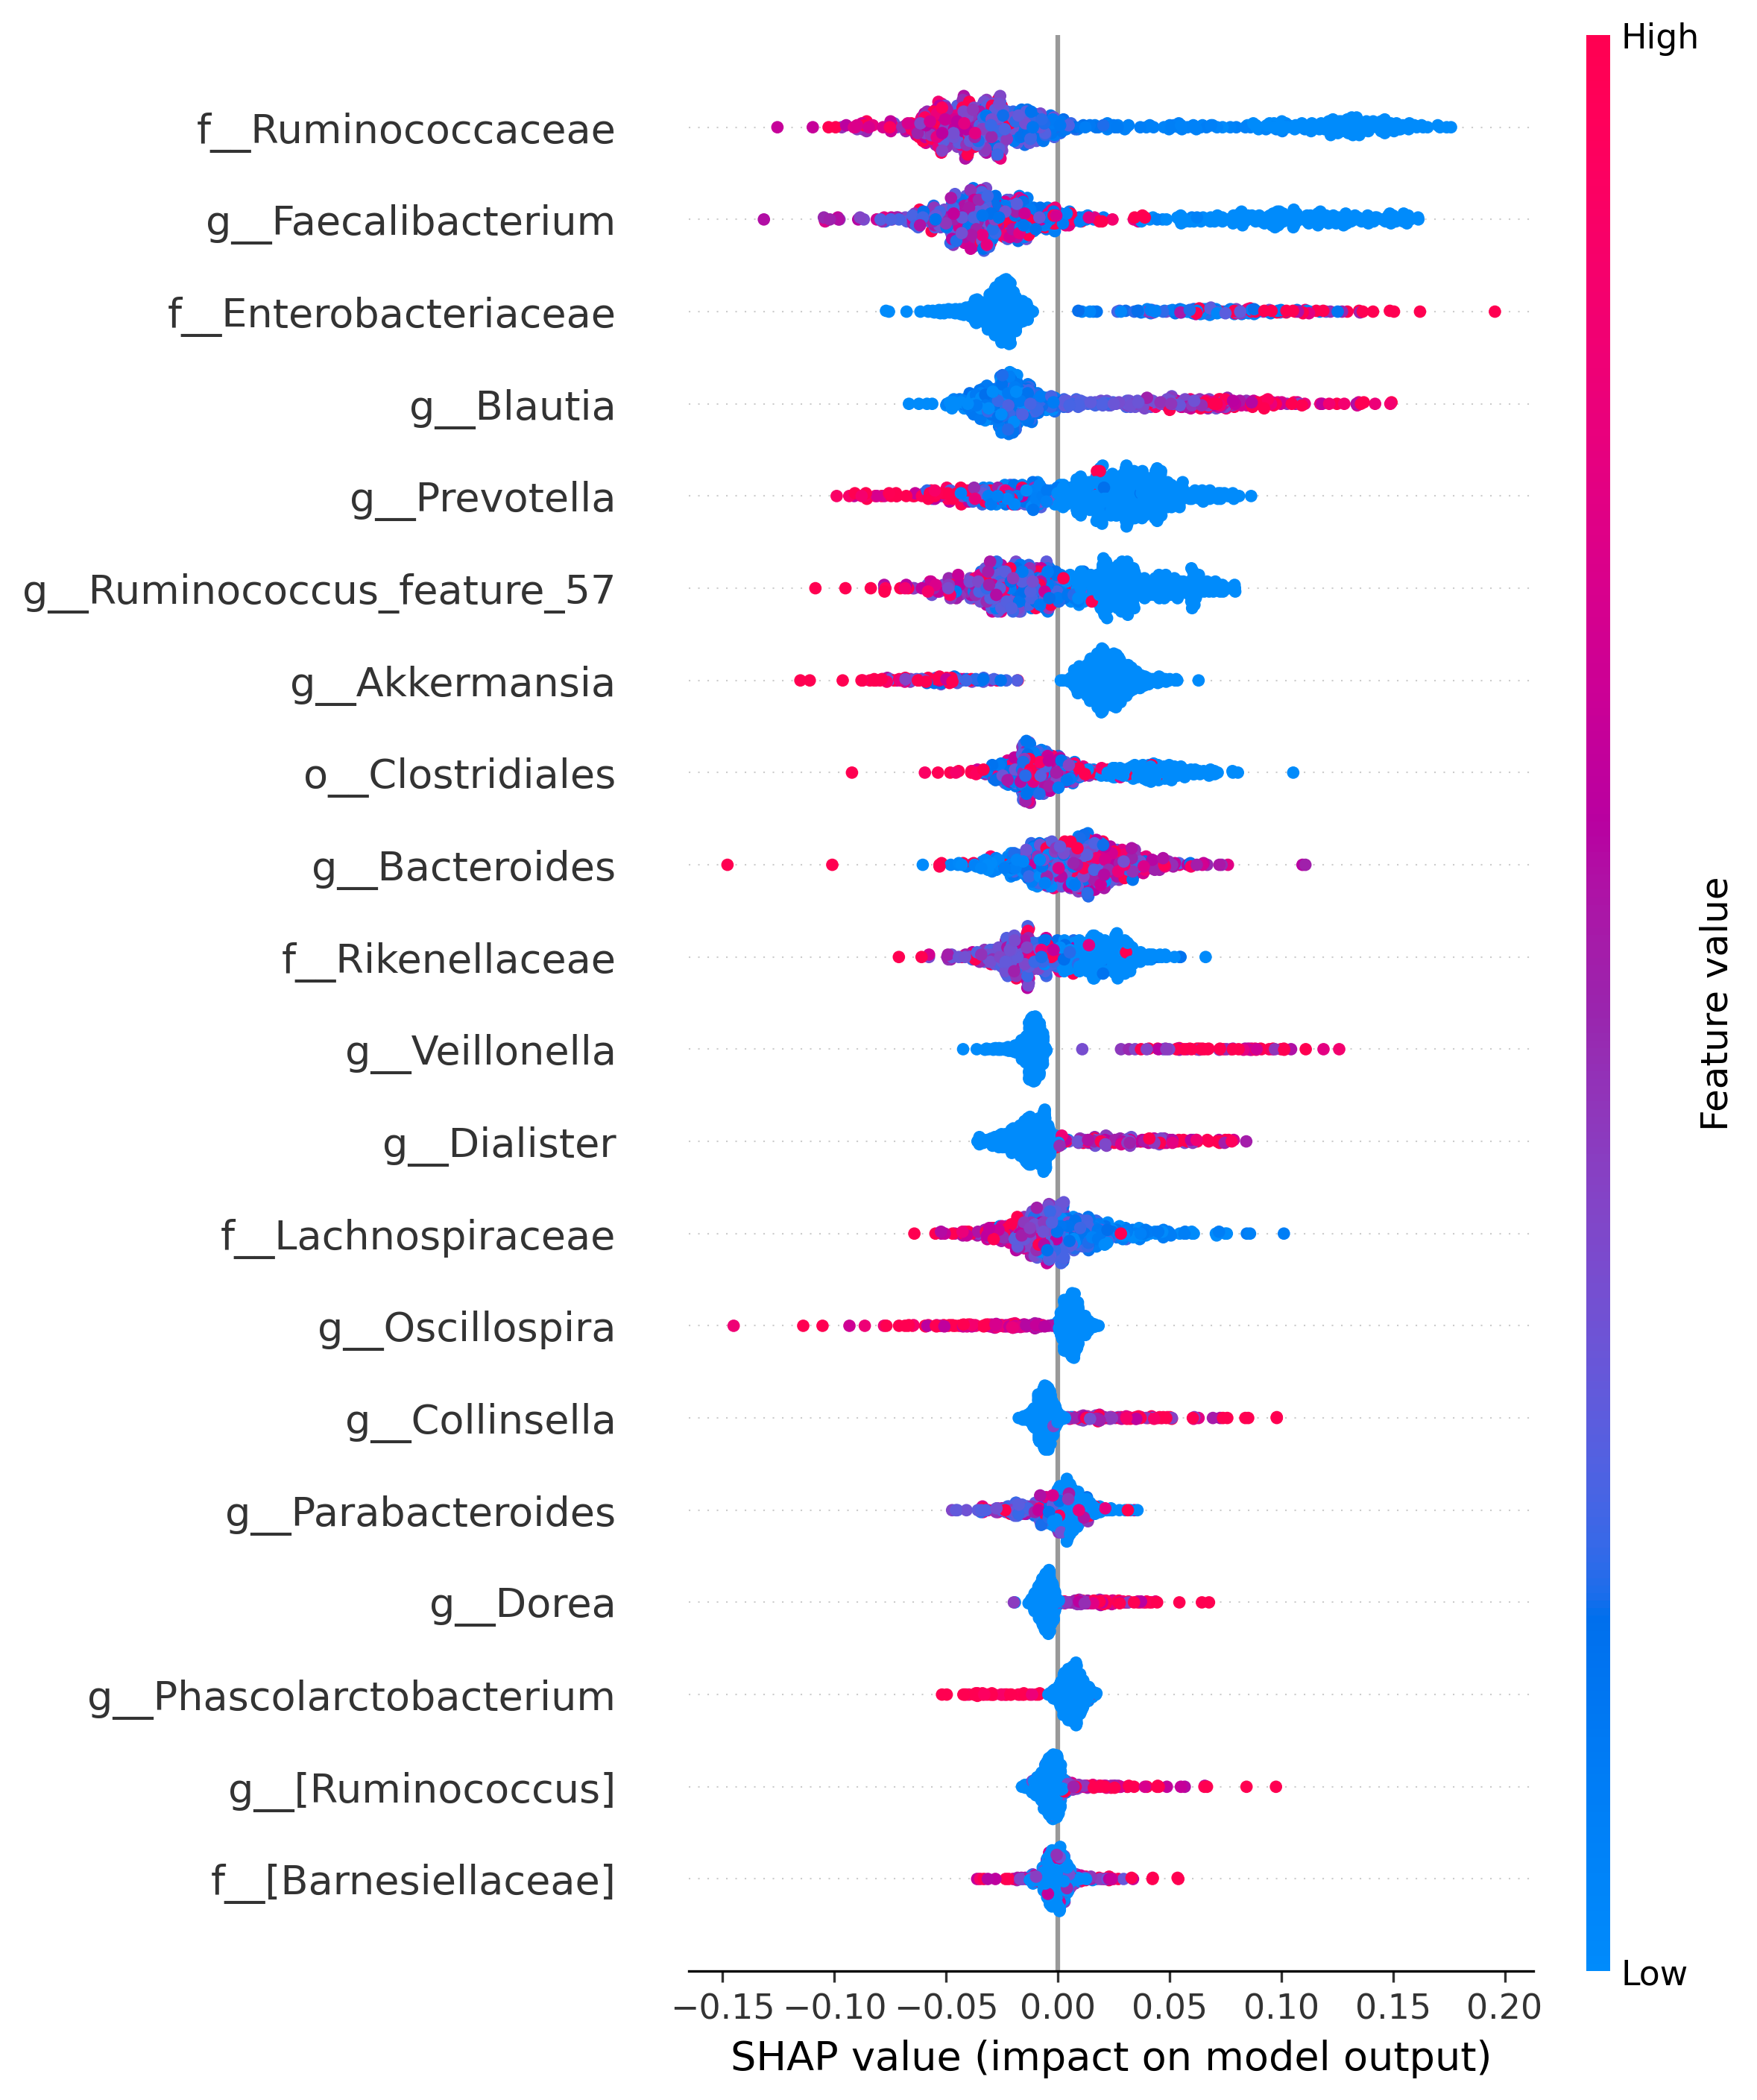 High
f__Ruminococcaceae
g__Faecalibacterium
f__Enterobacteriaceae
g__Blautia
g__Prevotella
g__Ruminococcus_feature_57
g__Akkermansia
o__Clostridiales
g__Bacteroides
f__Rikenellaceae
g__Veillonella
g__Dialister
f__Lachnospiraceae
g__Oscillospira
g__Collinsella
g__Parabacteroides
g__Dorea
g__Phascolarctobacterium
g__[Ruminococcus]
f__[Barnesiellaceae]
Feature value
Low
−0.15 −0.10 −0.05 0.00 0.05 0.10 0.15 0.20
SHAP value (impact on model output)